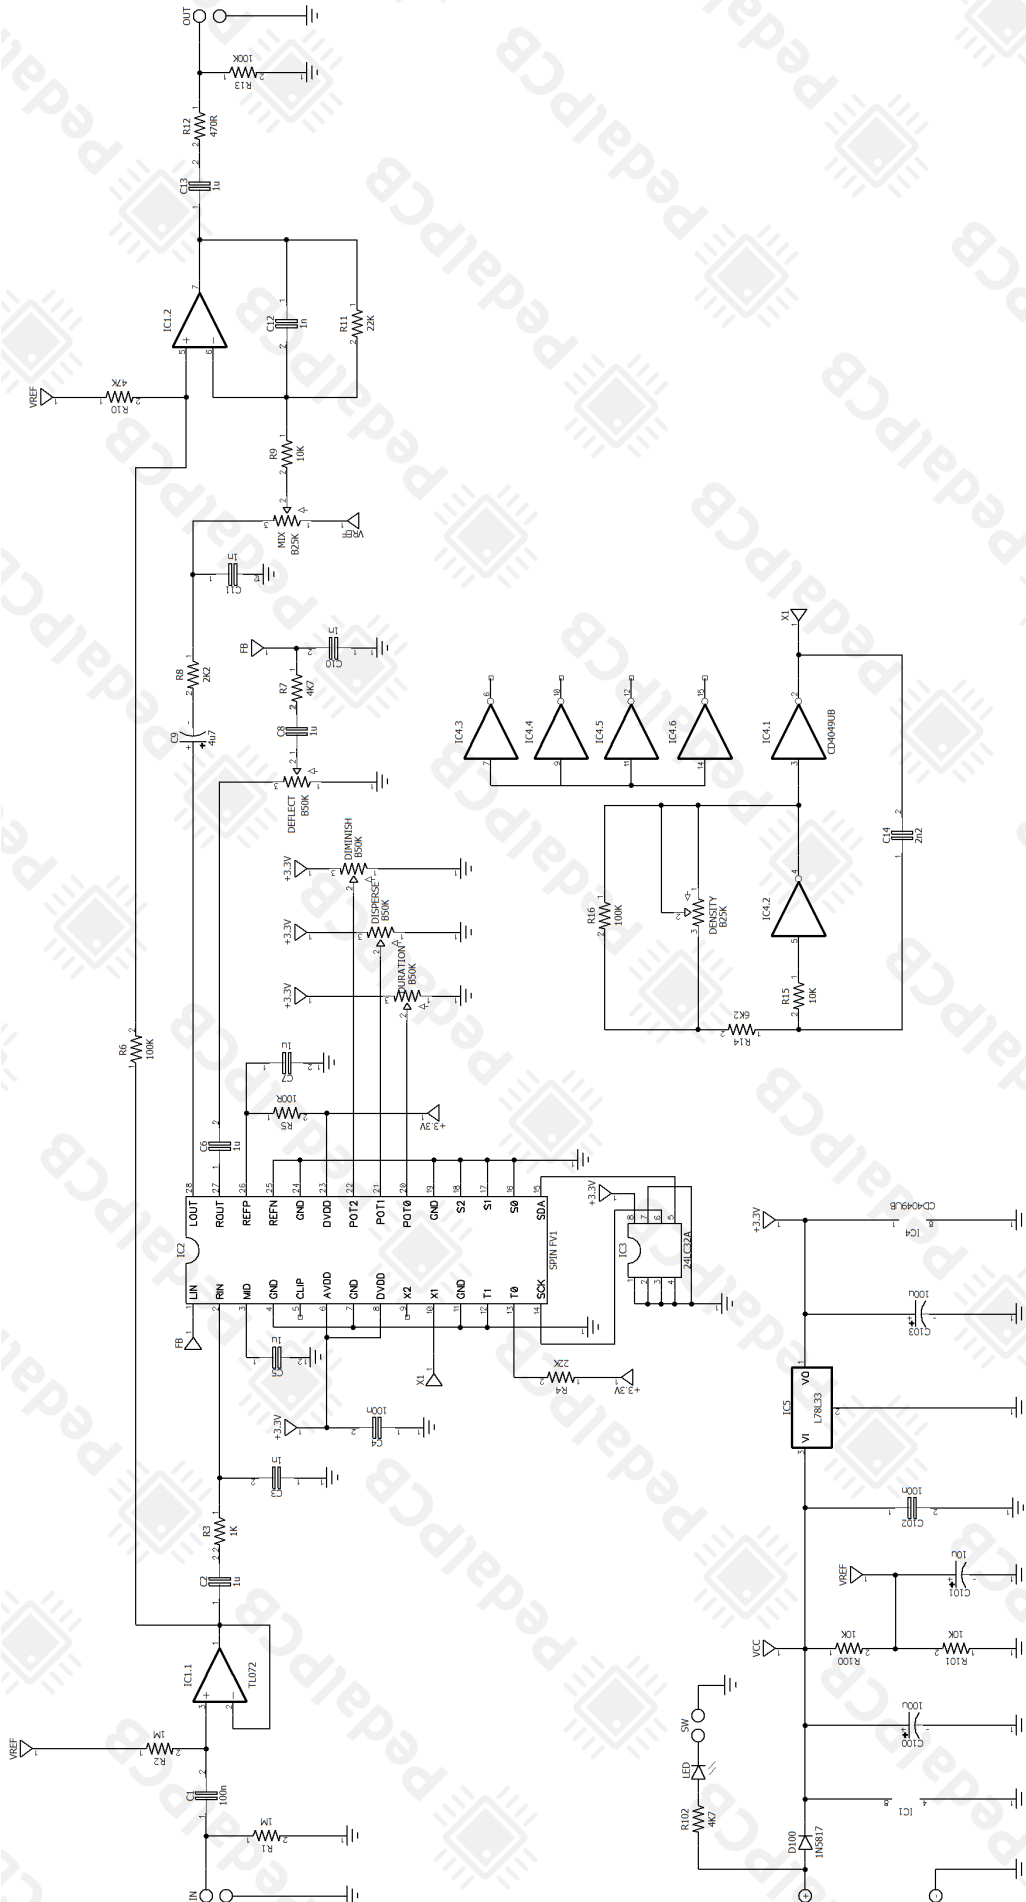 OUT
100K
R13
R12
470R
C13
1u
IC1.2
VREF
47K
R10
C12
1n
R11
22K
R9
10K
MIX
B25K
VREF
1n
C11
R8
2K2
C9
4u7
FB
1n
C10
R7
4K7
C8
1u
DEFLECT
B50K
+3.3V
DIMINISH
B50K
+3.3V
DISPERSE
B50K
+3.3V
DURATION
B50K
R6
100K
1u
C7
100R
R5
+3.3V
C6
1u
IC2
SPIN FV1
LOUT
ROUT
REFP
REFN
GND
DVDD
POT2
POT1
POT0
GND
S2
S1
S0
SDA
LIN
RIN
MID
GND
CLIP
AVDD
GND
DVDD
X2
X1
GND
T1
T0
SCK
FB
1u
C5
+3.3V
100n
C4
X1
22K
R4
+3.3V
+3.3V
IC3
24LC32A
1n
C3
R3
1K
C2
1u
IC1.1
TL072
VREF
1M
R2
C1
100n
1M
R1
IN
IC4.3
IC4.4
IC4.5
IC4.6
IC4.1
CD4049UB
X1
C14
2n2
R16
100K
DENSITY
B25K
IC4.2
R15
10K
6K2
R14
+3.3V
IC4
CD4049UB
100u
C103
IC5
L78L33
VI
VO
100n
C102
VREF
10u
C101
VCC
10K
R100
10K
R101
100u
C100
IC1
SW
LED
R102
4K7
D100
1N5817
+
-
PedalPCB